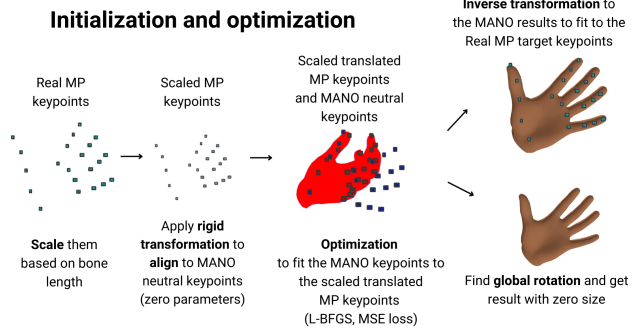 Initialization and optimization
Real MP
keypoints
Scale them
based on bone
length
Scaled MP
keypoints
Apply rigid
transformation to
align to MANO
neutral keypoints
(zero parameters)
Scaled translated
MP keypoints
and MANO neutral
keypoints
Optimization
to fit the MANO keypoints to
the scaled translated
MP keypoints
(L-BFGS, MSE loss)
Inverse transformation to
the MANO results to fit to the
Real MP target keypoints
Find global rotation and get
result with zero size